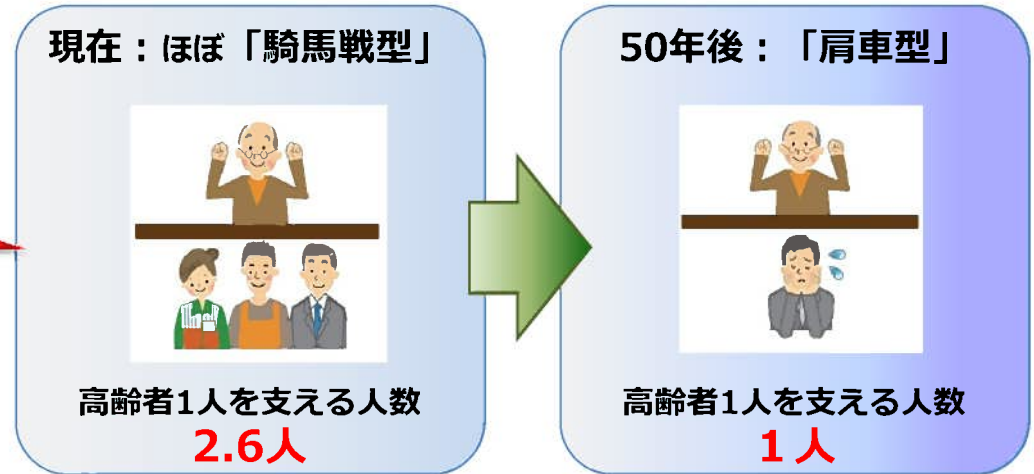 現在：ほぼ「騎馬戦型」
高齢者1人を支える人数
2.6人
50年後：「肩車型」
高齢者1人を支える人数
1人